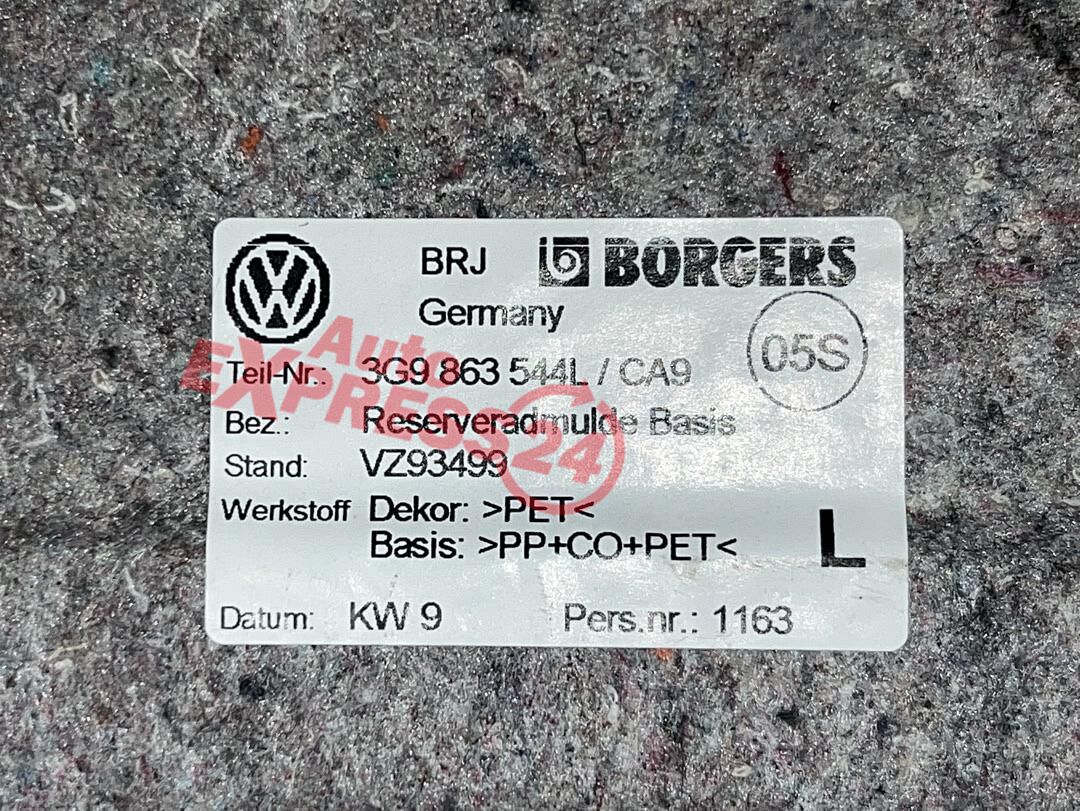 BRJ BORGERS
Germany
05S
Teil-Nr.: 3G9 863 544L / CA9
Bez.: Reserveradmulde Basis
Stand: VZ93499
Werkstoff Dekor: >PET<
Basis: >PP+CO+PET<
L
Datum: KW 9 Pers.nr.: 1163
Auto
EXPRESS24